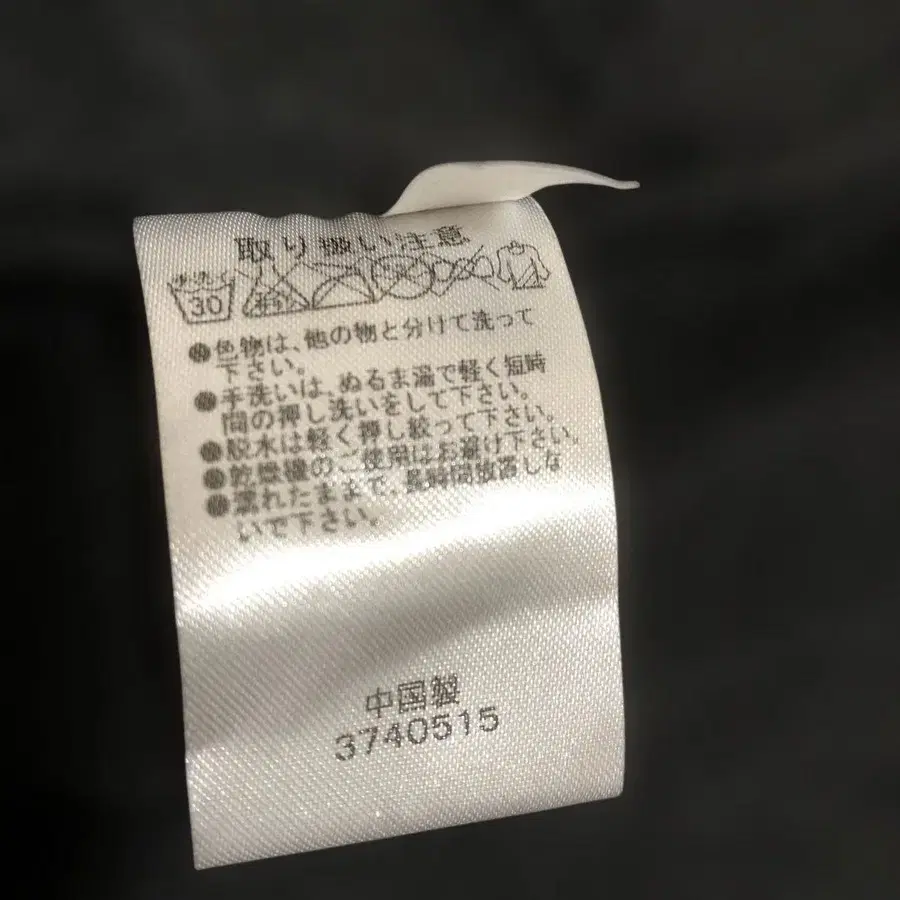 取り扱い注意
手洗イ
30
●色物は、他の物と分けて洗って
下さい。
●手洗いは、ぬるま湯で軽く短時
間の押し洗いをして下さい。
●脱水は軽く押し絞って下さい。
●乾燥機のご使用はお避け下さい。
●濡れたままで、長時間放置しな
いで下さい。
中国製
3740515